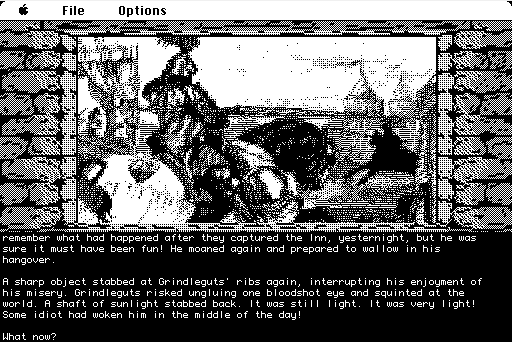 File Options
remember what had happened after they captured the Inn, yesternight, but he was
sure it must have been fun! He moaned again and prepared to wallow in his
hangover.
A sharp object stabbed at Grindleguts' ribs again, interrupting his enjoyment of
his misery. Grindleguts risked ungluing one bloodshot eye and squinted at the
world. A shaft of sunlight stabbed back. It was still light. It was very light!
Some idiot had woken him in the middle of the day!
What now?